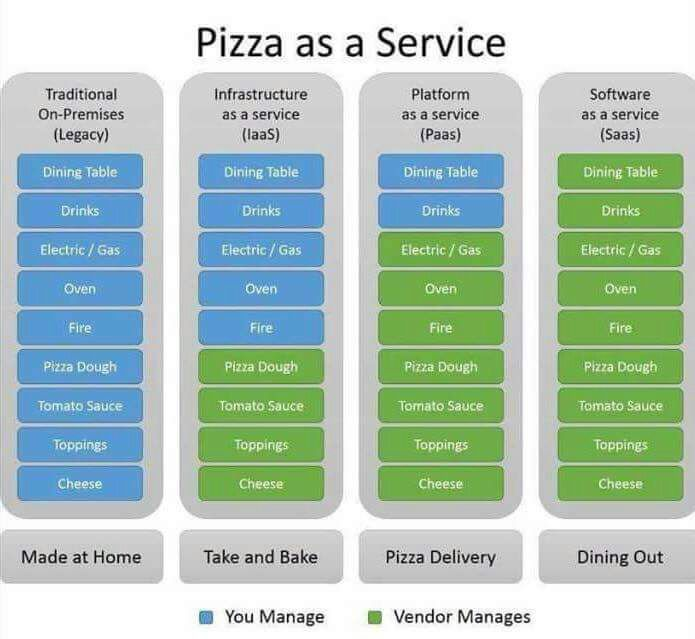 Pizza as a Service
Traditional
On-Premises
(Legacy)
Dining Table
Drinks
Electric / Gas
Oven
Fire
Pizza Dough
Tomato Sauce
Toppings
Cheese
Made at Home
Infrastructure
as a service
(IaaS)
Dining Table
Drinks
Electric / Gas
Oven
Fire
Pizza Dough
Tomato Sauce
Toppings
Cheese
Take and Bake
Platform
as a service
(Paas)
Dining Table
Drinks
Electric / Gas
Oven
Fire
Pizza Dough
Tomato Sauce
Toppings
Cheese
Pizza Delivery
Software
as a service
(Saas)
Dining Table
Drinks
Electric / Gas
Oven
Fire
Pizza Dough
Tomato Sauce
Toppings
Cheese
Dining Out
You Manage
Vendor Manages